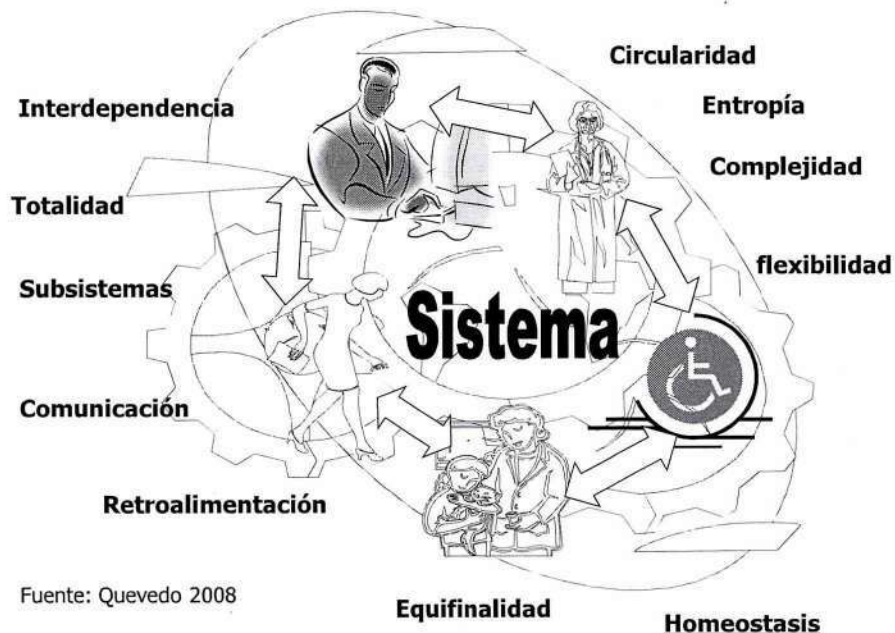 Circularidad
Interdependencia
Entropía
Complejidad
Totalidad
flexibilidad
Subsistemas
Sistema
Comunicación
Retroalimentación
Fuente: Quevedo 2008
Equifinalidad
Homeostasis